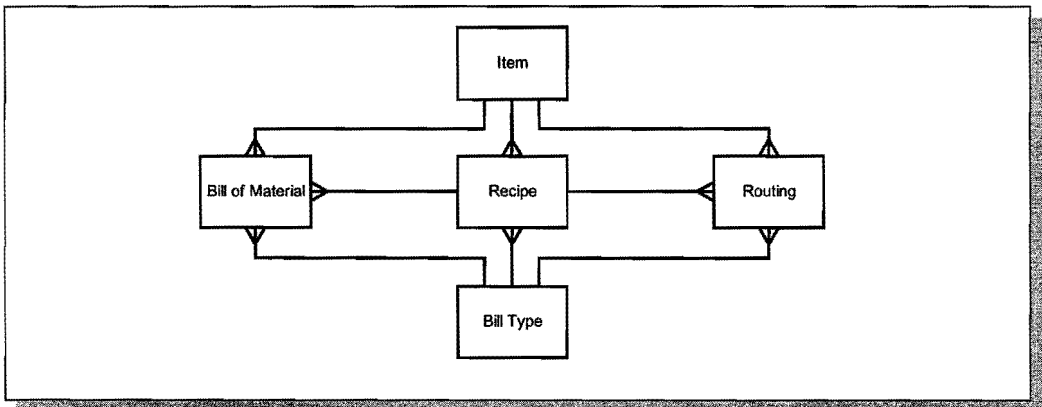 Item
Bill of Material
Recipe
Routing
Bill Type